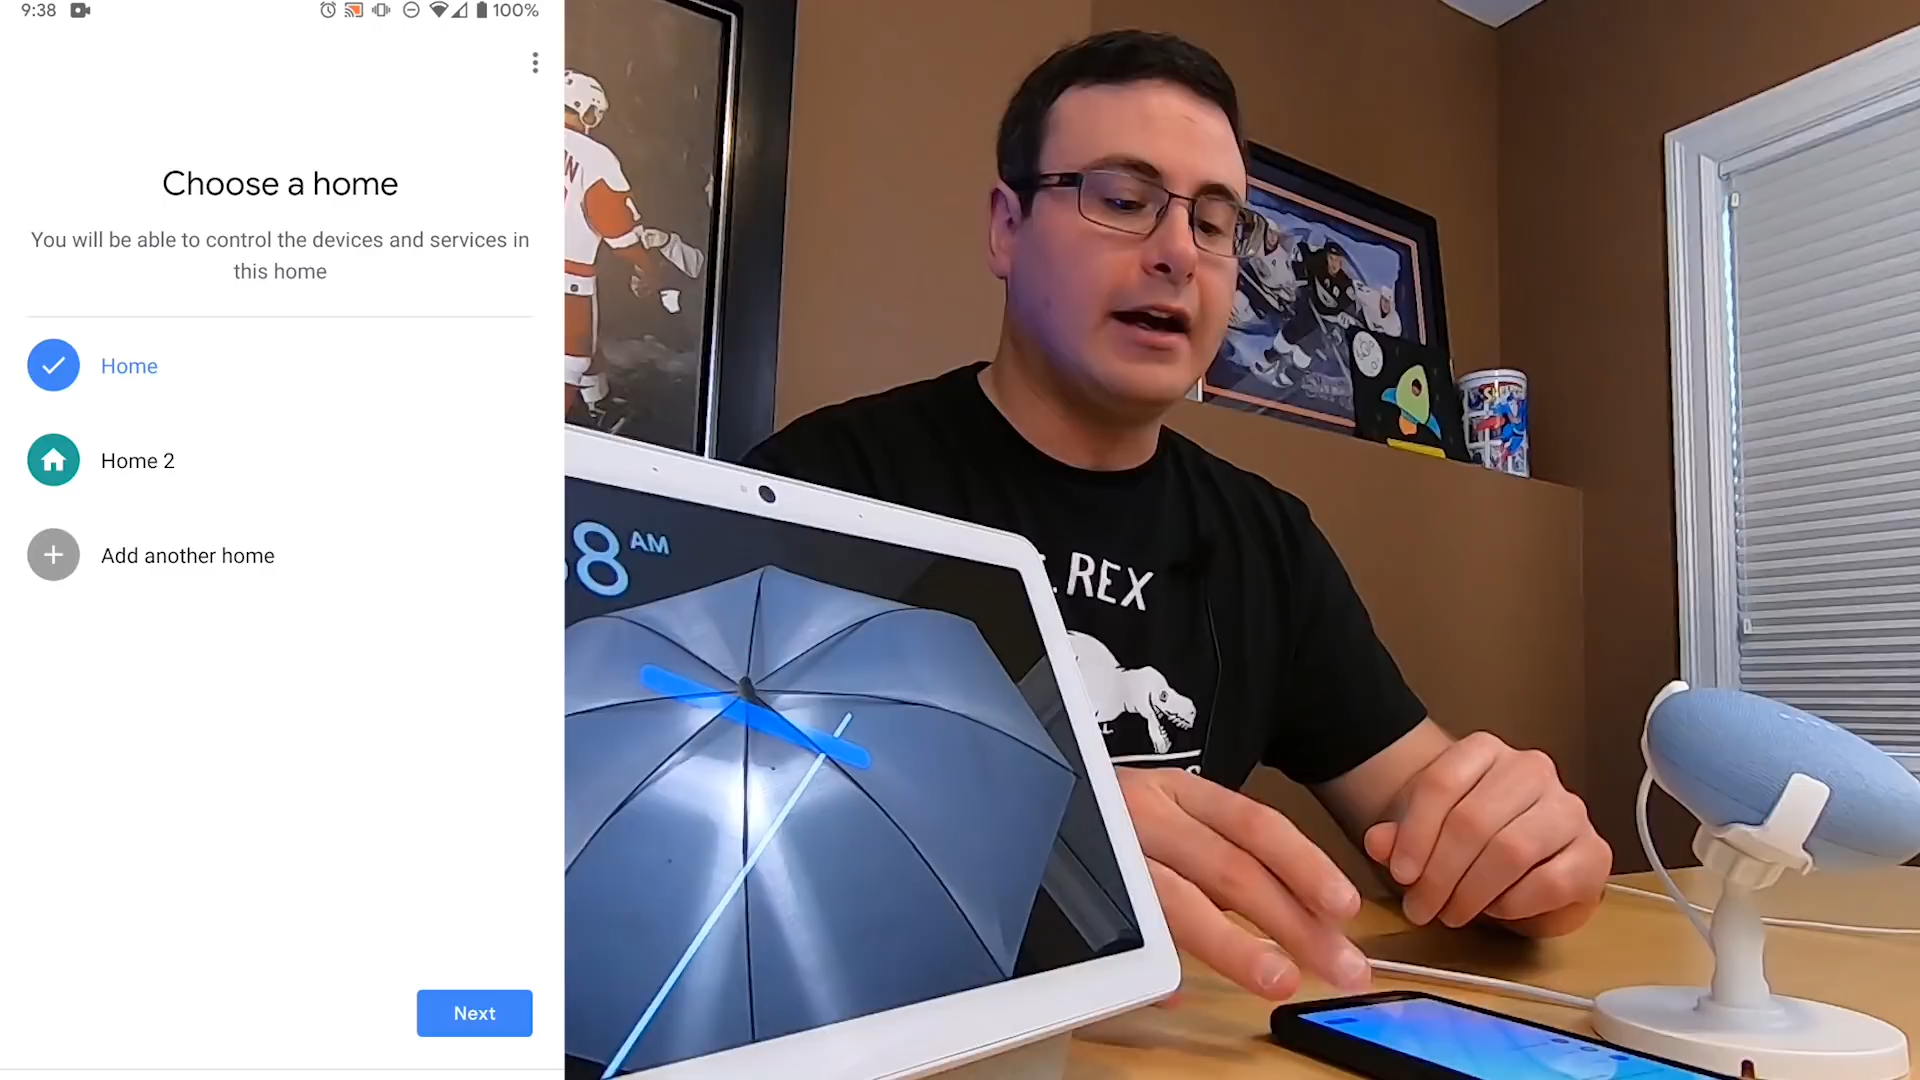 9:38
100%
Choose a home
You will be able to control the devices and services in
this home
Home
Home 2
Add another home
Next
8 AM
. REX